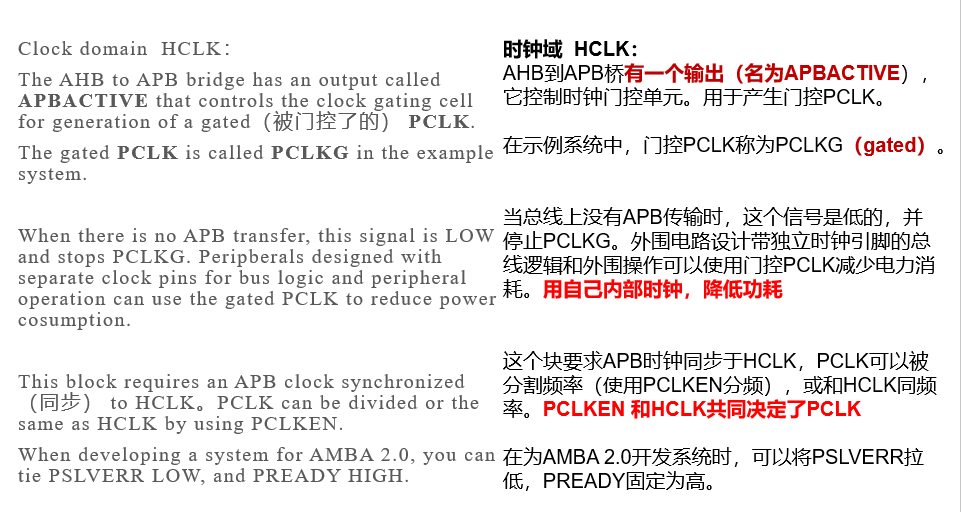 Clock domain  HCLK：
The AHB to APB bridge has an output called
APBACTIVE that controls the clock gating cell
for generation of a gated（被门控了的） PCLK.
The gated PCLK is called PCLKG in the example
system.
When there is no APB transfer, this signal is LOW
and stops PCLKG. Peripberals designed with
separate clock pins for bus logic and peripheral
operation can use the gated PCLK to reduce power
cosumption.
This block requires an APB clock synchronized
（同步） to HCLK。PCLK can be divided or the
same as HCLK by using PCLKEN.
When developing a system for AMBA 2.0, you can
tie PSLVERR LOW, and PREADY HIGH.
时钟域  HCLK：
AHB到APB桥有一个输出（名为APBACTIVE），
它控制时钟门控单元。用于产生门控PCLK。
在示例系统中，门控PCLK称为PCLKG（gated）。
当总线上没有APB传输时，这个信号是低的，并
停止PCLKG。外围电路设计带独立时钟引脚的总
线逻辑和外围操作可以使用门控PCLK减少电力消
耗。用自己内部时钟，降低功耗
这个块要求APB时钟同步于HCLK，PCLK可以被
分割频率（使用PCLKEN分频），或和HCLK同频
率。PCLKEN 和HCLK共同决定了PCLK
在为AMBA 2.0开发系统时，可以将PSLVERR拉
低，PREADY固定为高。